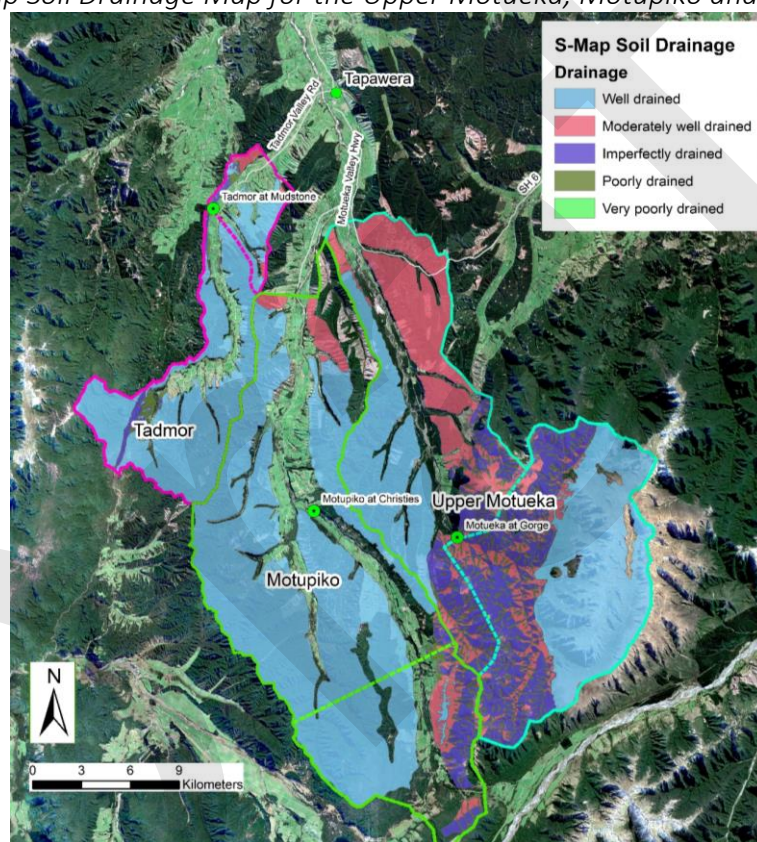 Soil Drainage Map for the Upper Motueka, Motupiko and
S-Map Soil Drainage
Drainage
Well drained
Moderately well drained
Imperfectly drained
Poorly drained
Very poorly drained
Tapawera
Tadmor Valley Rd
Motueka Valley Hwy
SH 6
Tadmor at Mudstone
Tadmor
Upper Motueka
Motueka at Gorge
Motupiko at Christies
Motupiko
N
0 3 6 9
Kilometers